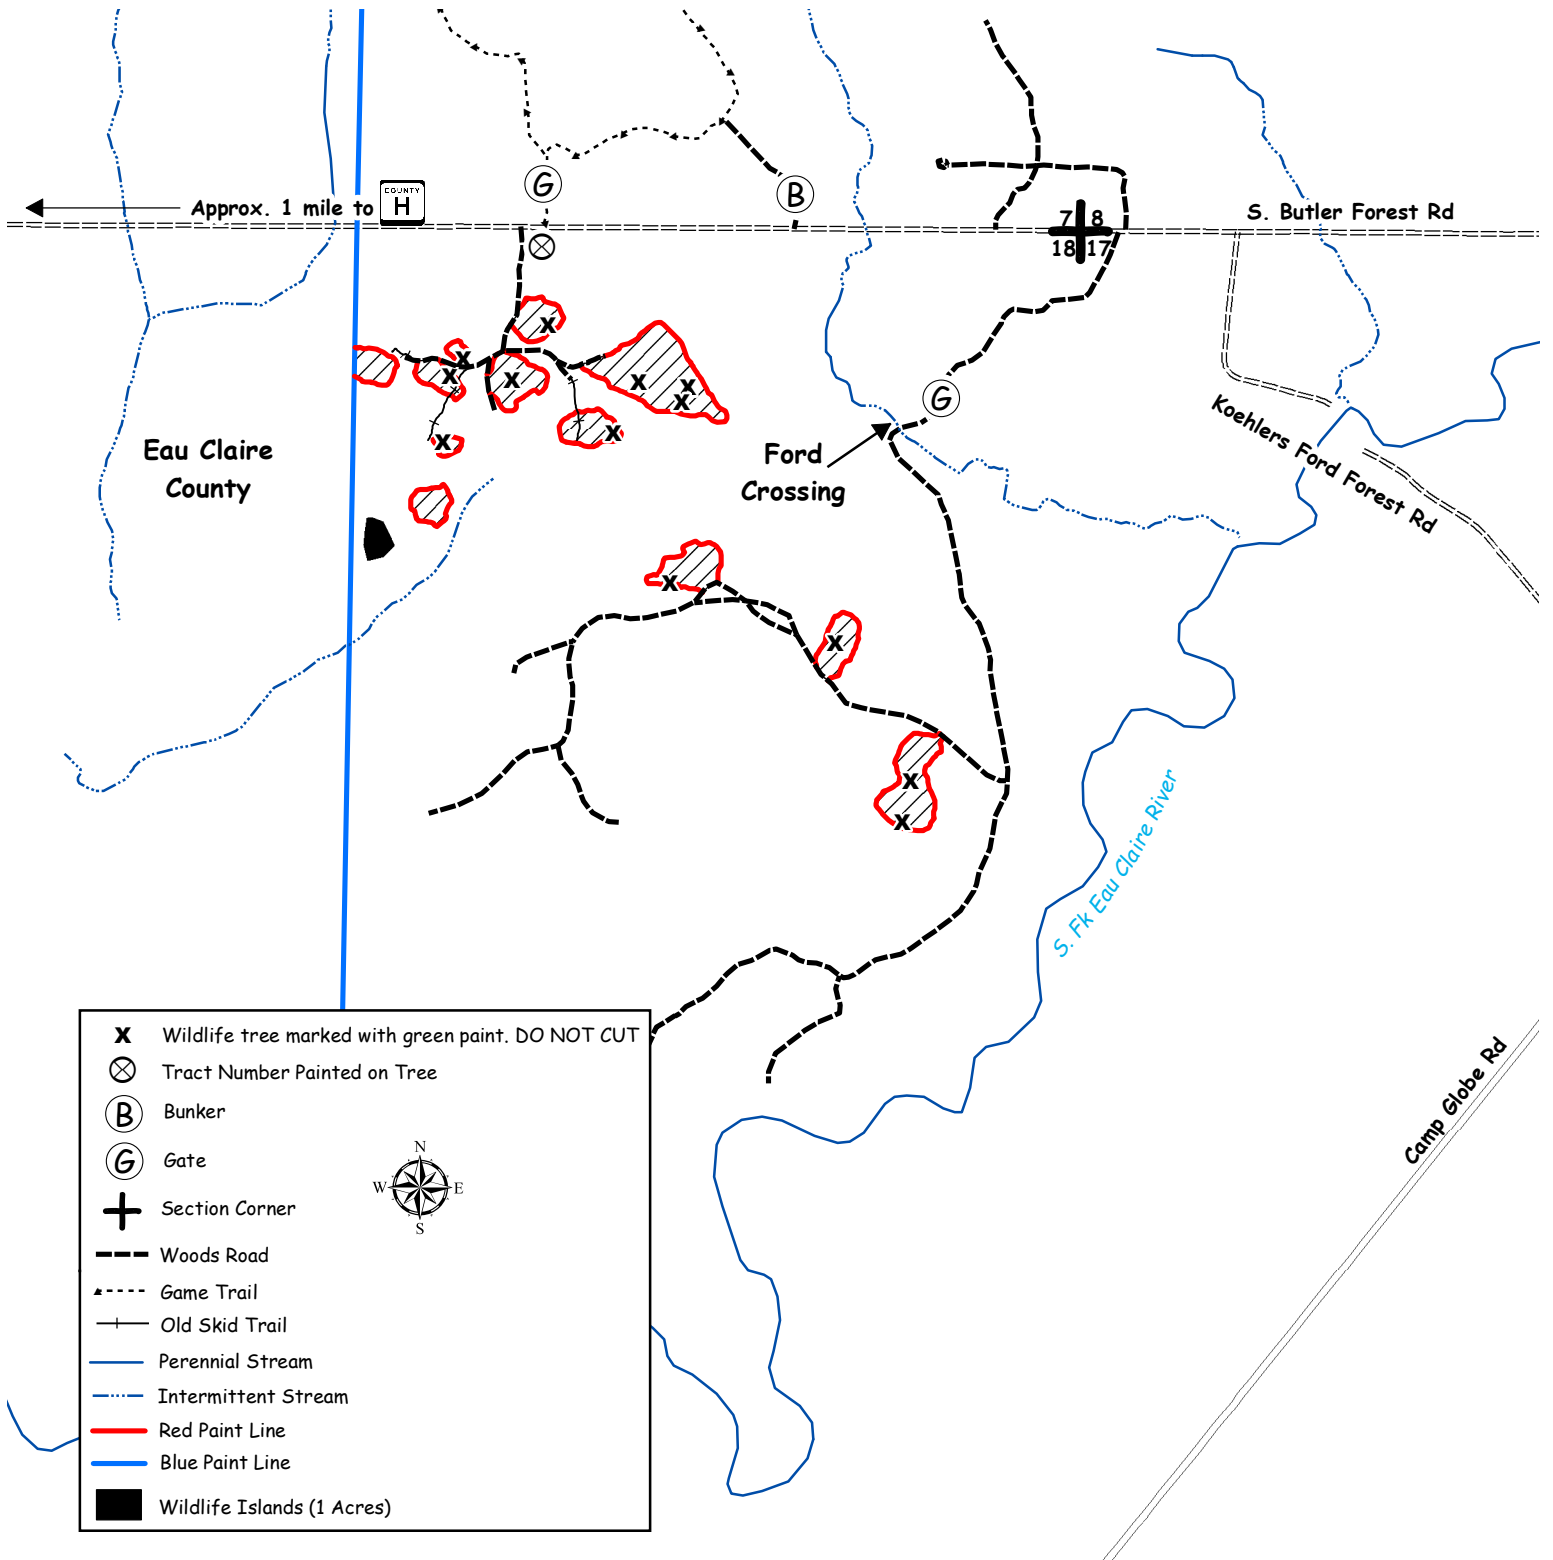 G
B
COUNTY
H
Approx. 1 mile to
7 8
18 17
S. Butler Forest Rd
X
X
X
X
X
X
X
X
X
X
G
Koehlers Ford Forest Rd
Eau Claire
County
Ford
Crossing
X
X
X
X
S. Fk Eau Claire River
Camp Globe Rd
X Wildlife tree marked with green paint. DO NOT CUT
Tract Number Painted on Tree
B Bunker
G Gate
Section Corner
Woods Road
Game Trail
Old Skid Trail
Perennial Stream
Intermittent Stream
Red Paint Line
Blue Paint Line
Wildlife Islands (1 Acres)
N
W E
S